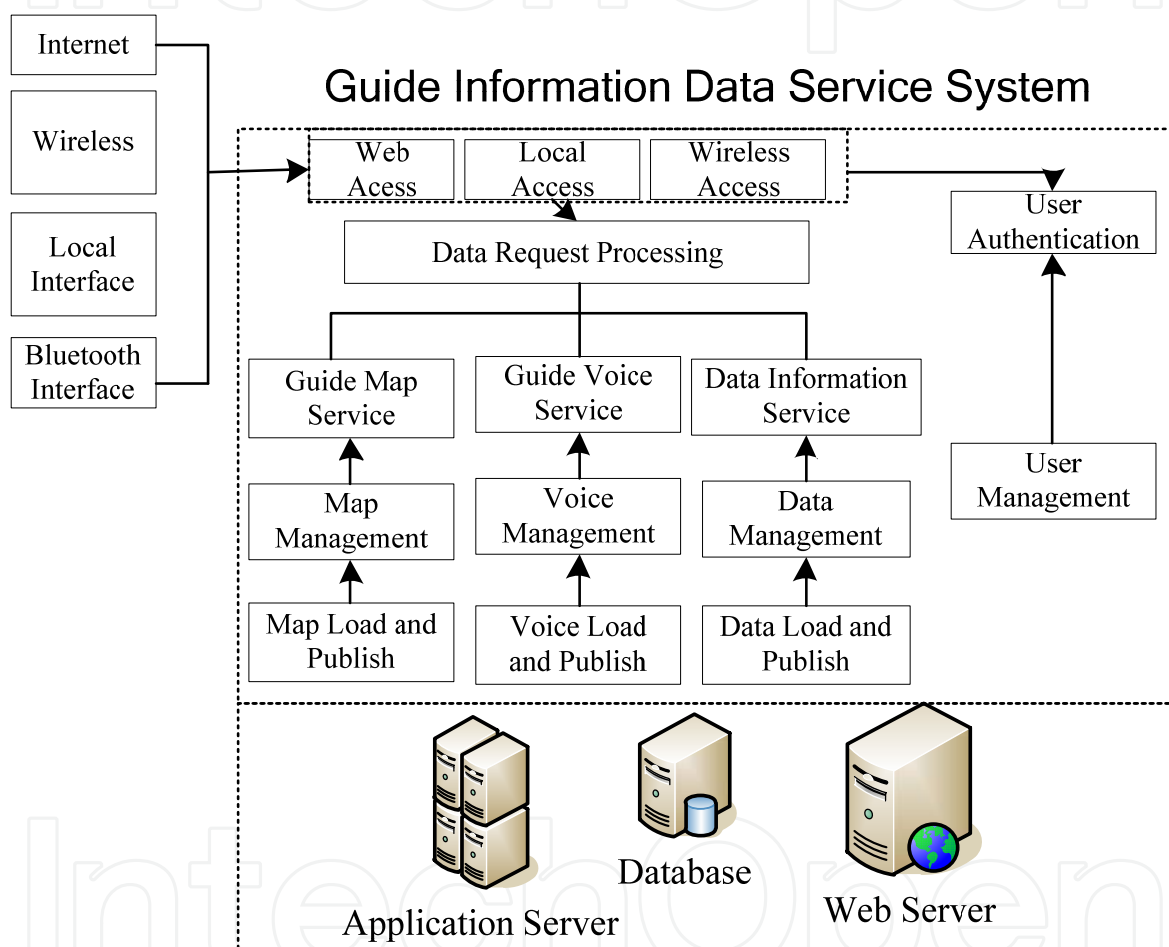 Internet
Wireless
Local
Interface
Bluetooth
Interface
Guide Information Data Service System
Web
Acess
Local
Access
Wireless
Access
User
Authentication
Data Request Processing
Guide Map
Service
Guide Voice
Service
Data Information
Service
User
Management
Map
Management
Voice
Management
Data
Management
Map Load and
Publish
Voice Load
and Publish
Data Load and
Publish
Application Server
Database
Web Server
IntechOpen
IntechOpen